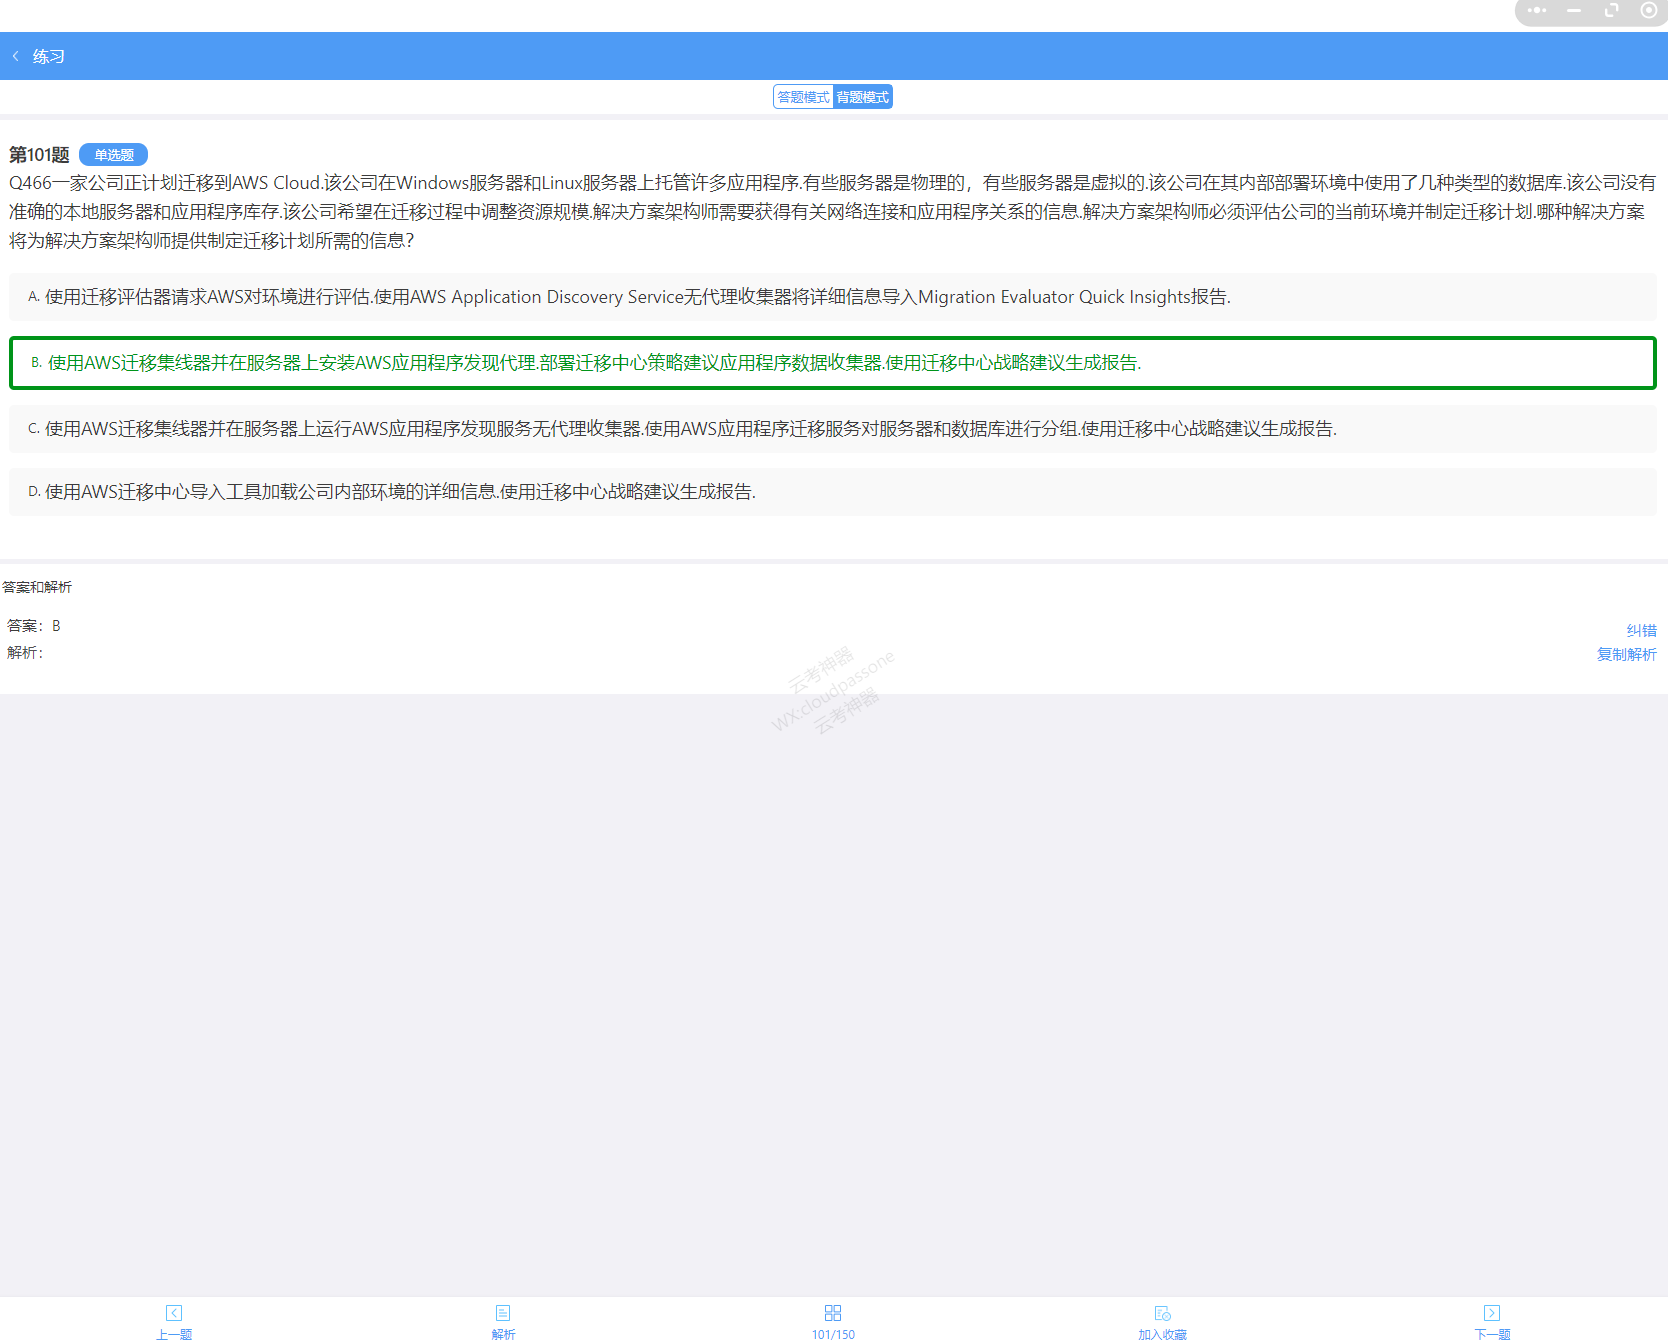 练习
答题模式 背题模式
第101题 单选题
Q466一家公司正计划迁移到AWS Cloud.该公司在Windows服务器和Linux服务器上托管许多应用程序.有些服务器是物理的，有些服务器是虚拟的.该公司在其内部部署环境中使用了几种类型的数据库.该公司没有
准确的本地服务器和应用程序库存.该公司希望在迁移过程中调整资源规模.解决方案架构师需要获得有关网络连接和应用程序关系的信息.解决方案架构师必须评估公司的当前环境并制定迁移计划.哪种解决方案
将为解决方案架构师提供制定迁移计划所需的信息？
A. 使用迁移评估器请求AWS对环境进行评估.使用AWS Application Discovery Service无代理收集器将详细信息导入Migration Evaluator Quick Insights报告.
B. 使用AWS迁移集线器并在服务器上安装AWS应用程序发现代理.部署迁移中心策略建议应用程序数据收集器.使用迁移中心战略建议生成报告.
C. 使用AWS迁移集线器并在服务器上运行AWS应用程序发现服务无代理收集器.使用AWS应用程序迁移服务对服务器和数据库进行分组.使用迁移中心战略建议生成报告.
D. 使用AWS迁移中心导入工具加载公司内部环境的详细信息.使用迁移中心战略建议生成报告.
答案和解析
答案：B
纠错
解析：
复制解析
云考神器
WX:cloudpassone
云考神器
上一题 解析 101/150 加入收藏 下一题